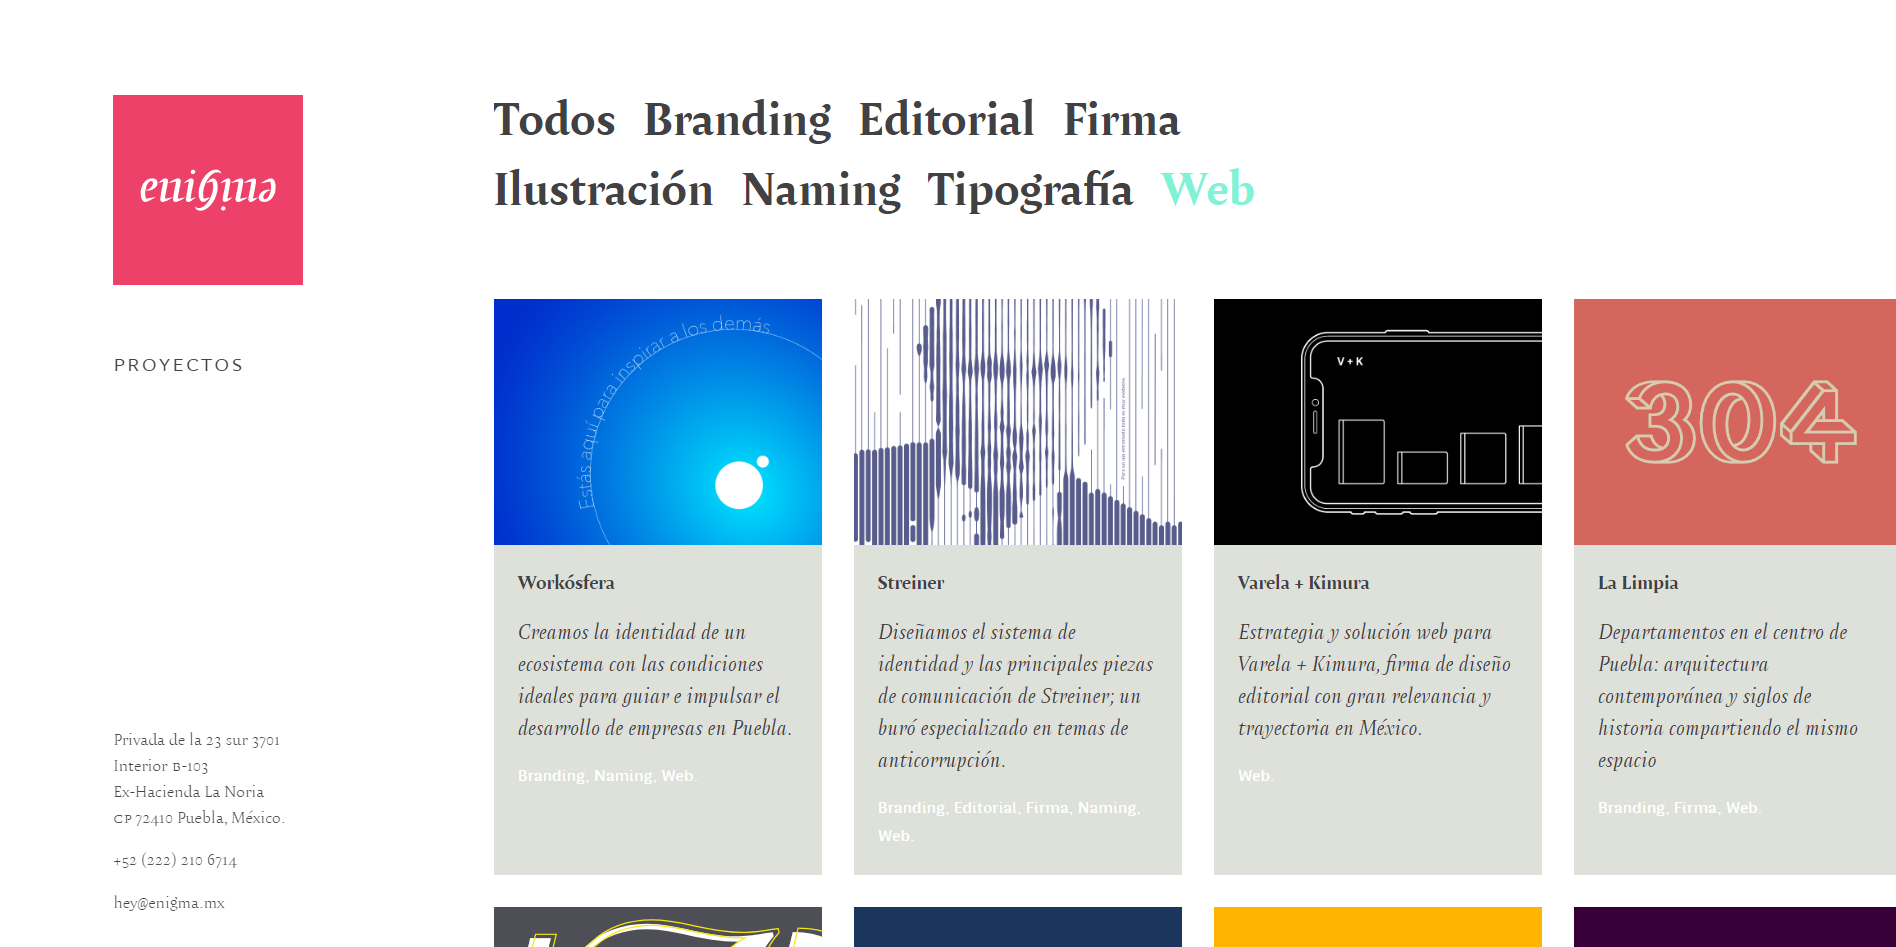 enigma
PROYECTOS
Privada de la 23 sur 3701
Interior B-103
Ex-Hacienda La Noria
CP 72410 Puebla, México.
+52 (222) 210 6714
hey@enigma.mx
Todos Branding Editorial Firma
Ilustración Naming Tipografía Web
Estás aquí para inspirar a los demás
Workósfera
Creamos la identidad de un
ecosistema con las condiciones
ideales para guiar e impulsar el
desarrollo de empresas en Puebla.
Branding, Naming, Web.
Streiner
Diseñamos el sistema de
identidad y las principales piezas
de comunicación de Streiner; un
buró especializado en temas de
anticorrupción.
Branding, Editorial, Firma, Naming,
Web.
V+K
Varela + Kimura
Estrategia y solución web para
Varela + Kimura, firma de diseño
editorial con gran relevancia y
trayectoria en México.
Web.
304
La Limpia
Departamentos en el centro de
Puebla: arquitectura
contemporánea y siglos de
historia compartiendo el mismo
espacio
Branding, Firma, Web.